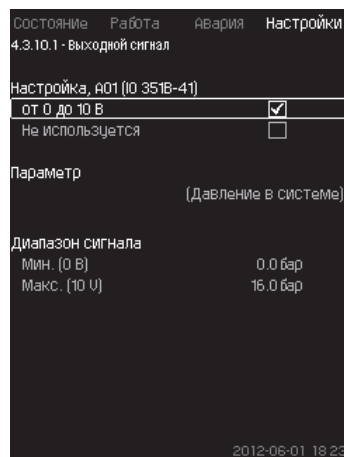 Состояние Работа Авария Настройки
4.3.10.1 - Выходной сигнал
Настройка, AO1 (IO 351B-41)
от 0 до 10 В
Не используется
Параметр
(Давление в системе)
Диапазон сигнала
Мин. (0 В) 0.0 бар
Макс. (10 V) 16.0 бар
2012-06-01 18:23